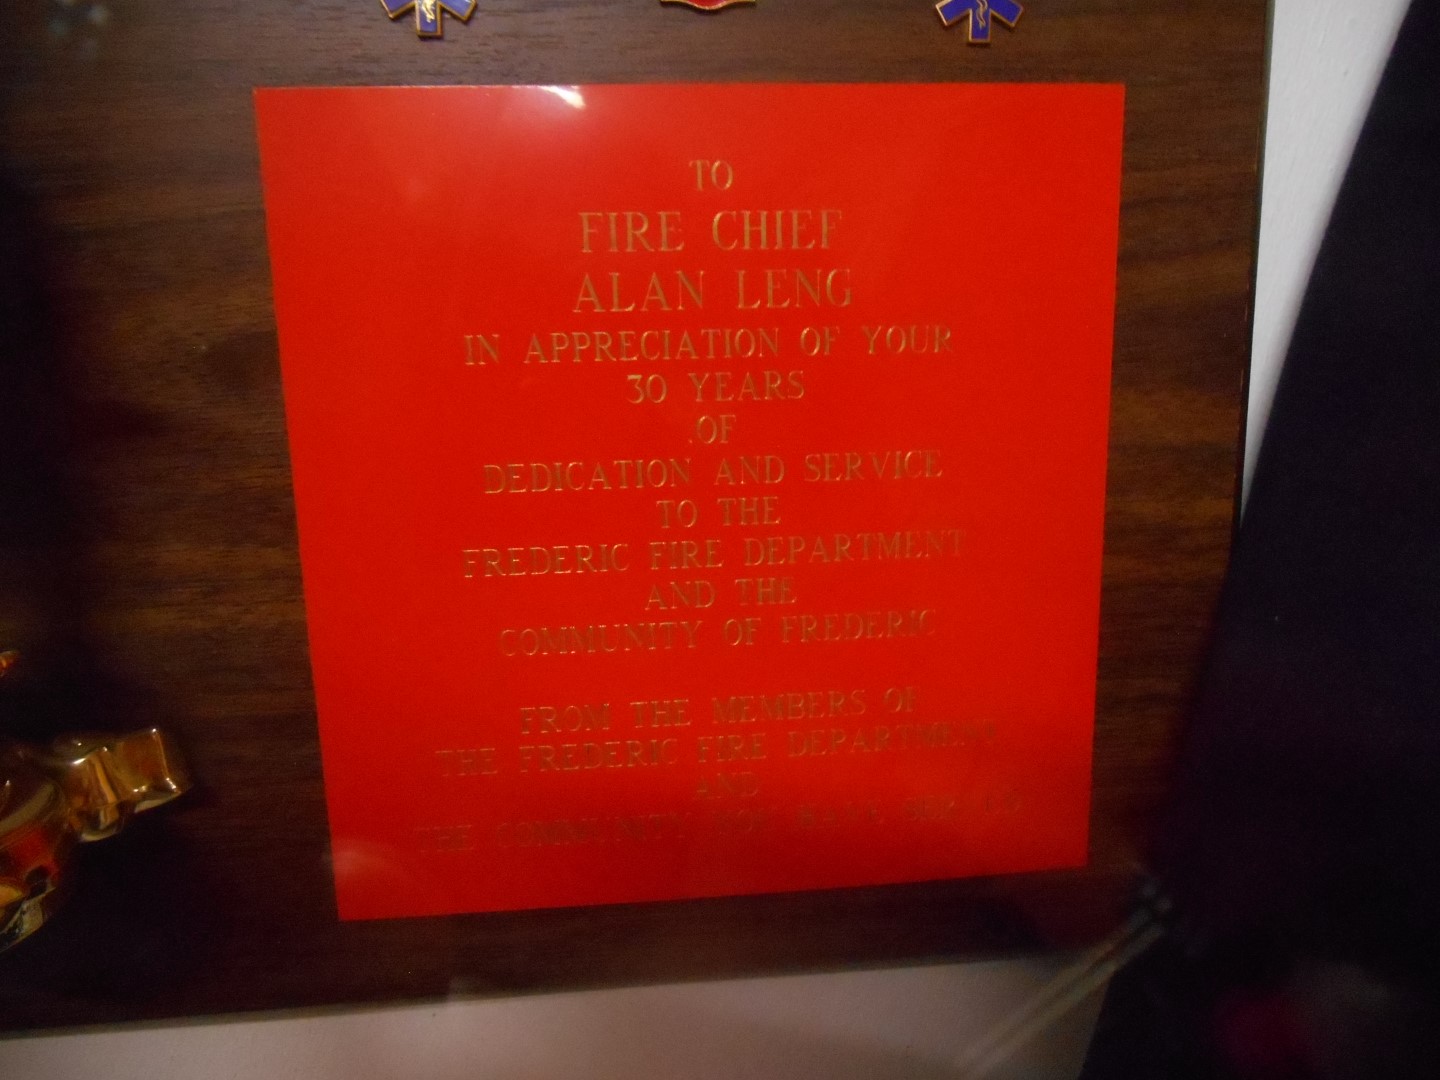 TO
FIRE CHIEF
ALAN LENG
IN APPRECIATION OF YOUR
30 YEARS
OF
DEDICATION AND SERVICE
TO THE
FREDERIC FIRE DEPARTMENT
AND THE
COMMUNITY OF FREDERIC
FROM THE MEMBERS OF
THE FREDERIC FIRE DEPARTMENT
AND
THE COMMUNITY YOU